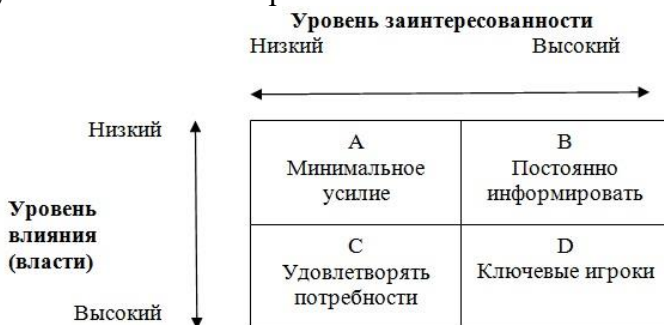 Уровень заинтересованности
Низкий Высокий
Низкий
A B
Минимальное Постоянно
усилие информировать
Уровень
влияния
(власти)
C D
Удовлетворять Ключевые игроки
потребности
Высокий